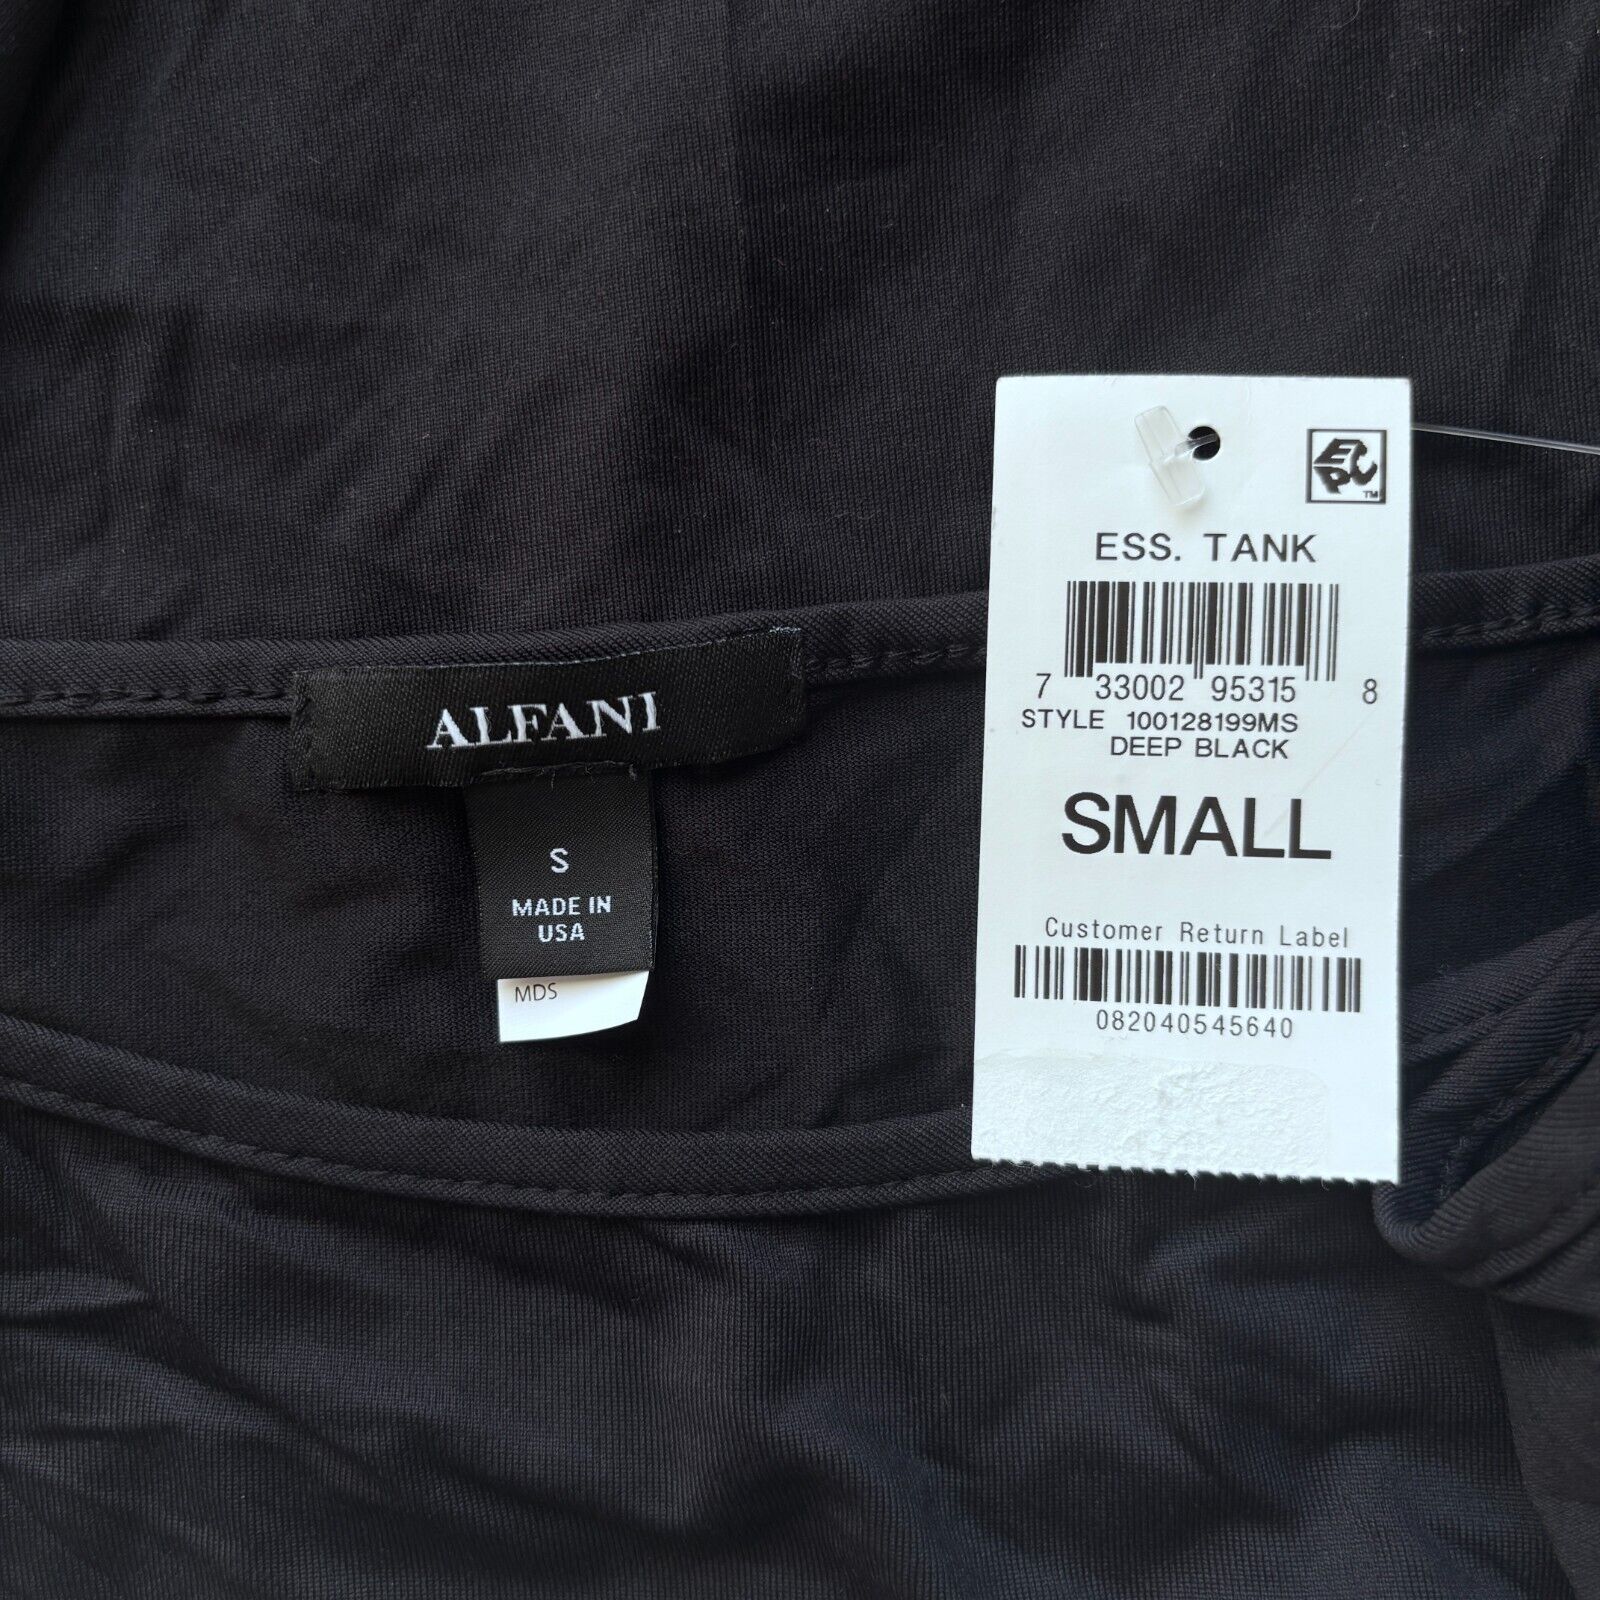 ALFANI
S
MADE IN
USA
MDS
EPC™
ESS. TANK
7 33002 95315 8
STYLE 100128199MS
DEEP BLACK
SMALL
Customer Return Label
082040545640